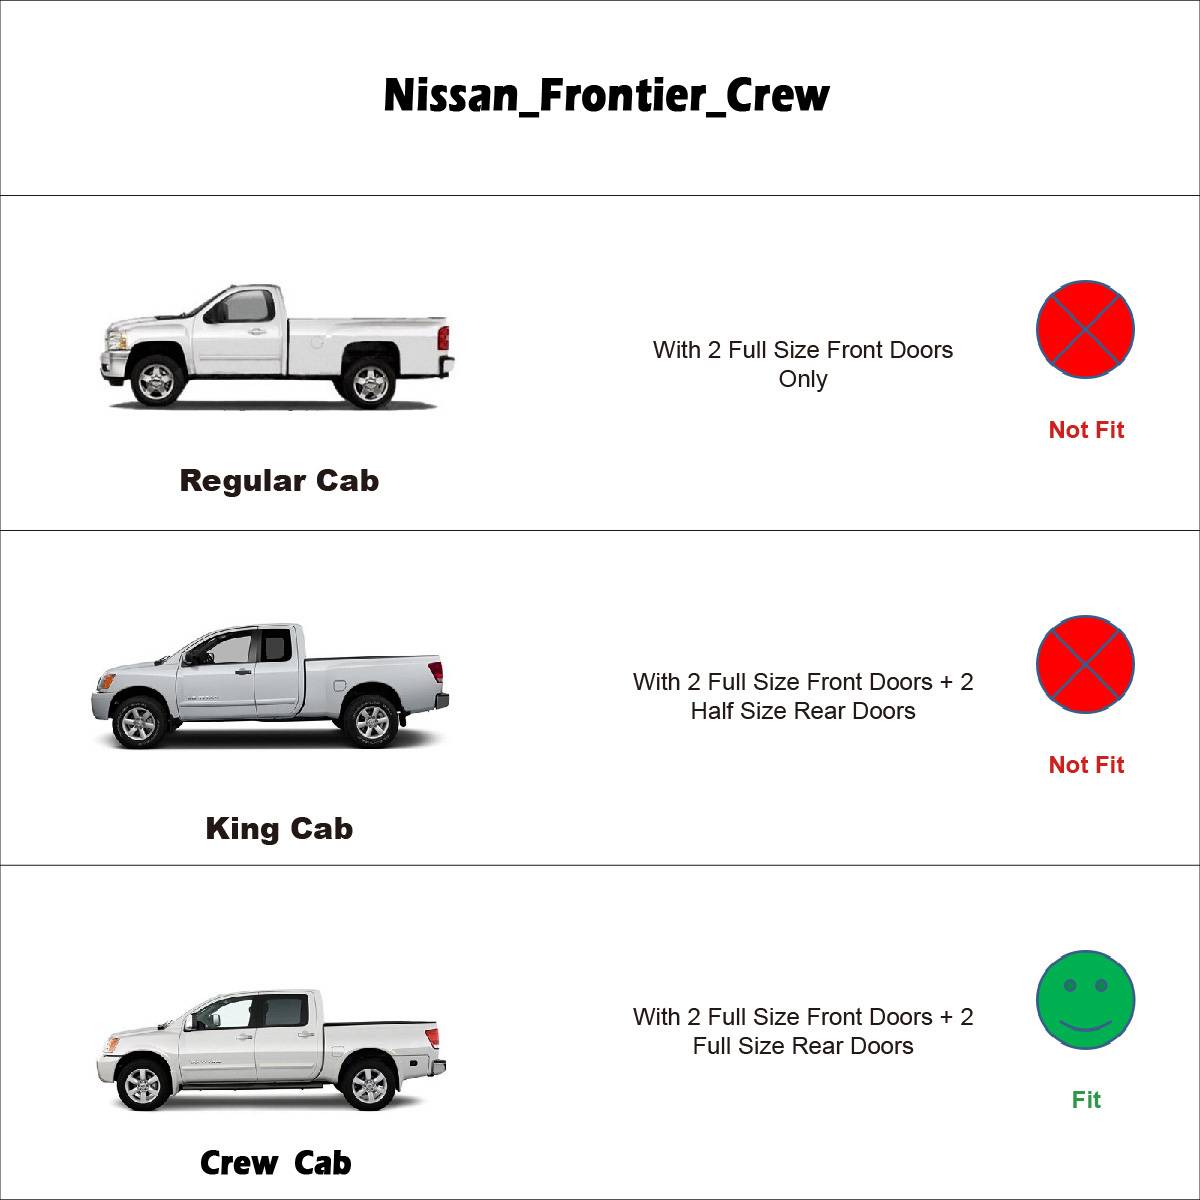 Nissan_Frontier_Crew
With 2 Full Size Front Doors
Only
Not Fit
Regular Cab
With 2 Full Size Front Doors + 2
Half Size Rear Doors
Not Fit
King Cab
With 2 Full Size Front Doors + 2
Full Size Rear Doors
Fit
Crew Cab